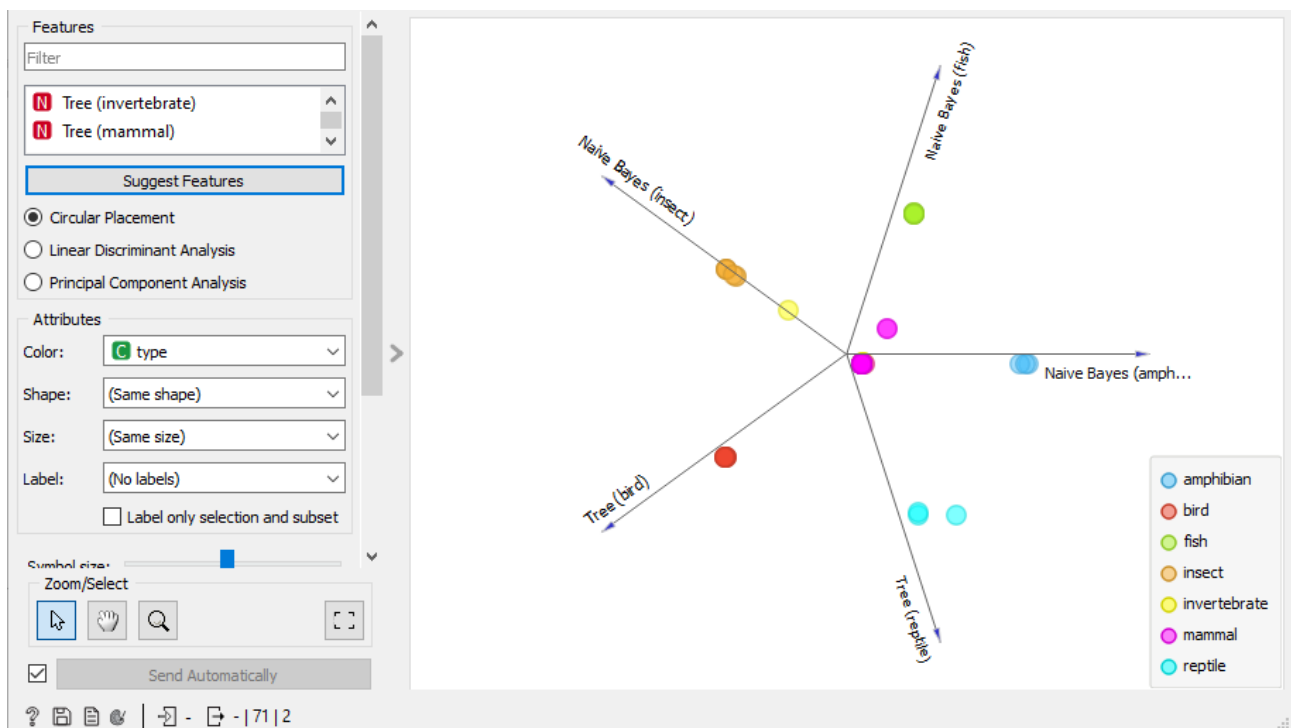 Features
Filter
N Tree (invertebrate)
N Tree (mammal)
Suggest Features
Circular Placement
Linear Discriminant Analysis
Principal Component Analysis
Attributes
Color: C type
Shape: (Same shape)
Size: (Same size)
Label: (No labels)
Label only selection and subset
Symbol size:
Zoom/Select
Send Automatically
? - - | 71 | 2
Naive Bayes (fish)
Naive Bayes (insect)
Naive Bayes (amph...
Tree (bird)
Tree (reptile)
amphibian
bird
fish
insect
invertebrate
mammal
reptile